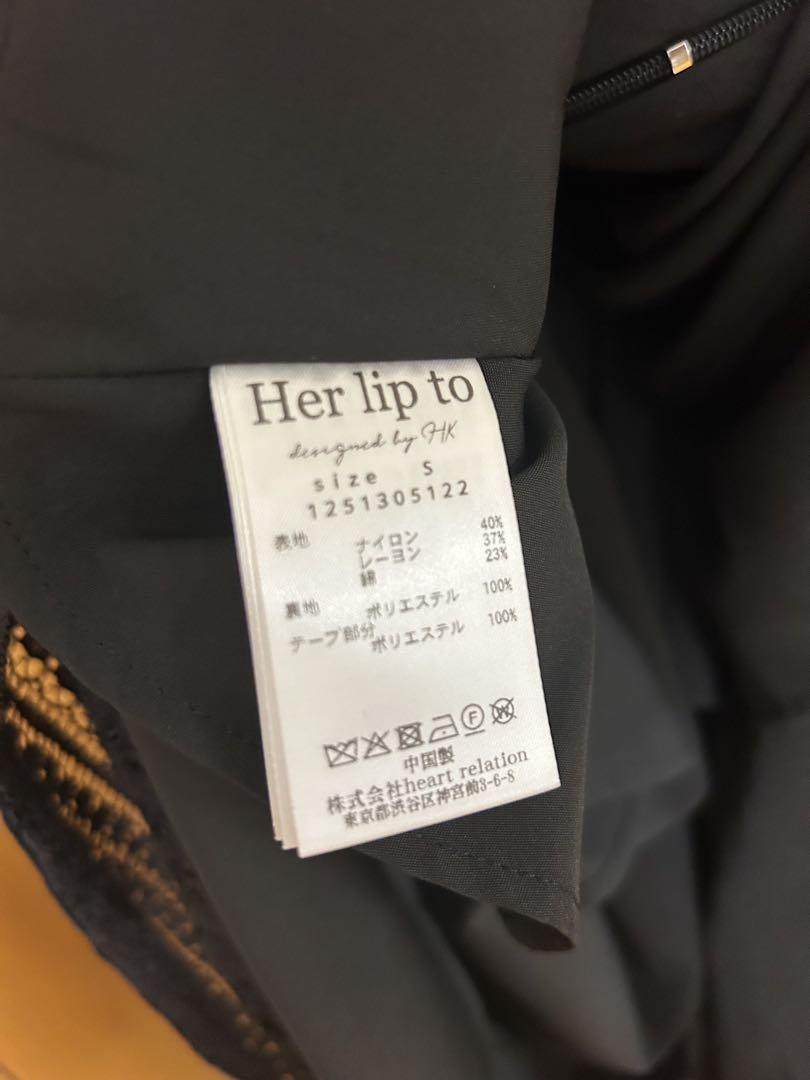 Her lip to
designed by HK
size S
1251305122
表地 ナイロン 40%
レーヨン 37%
綿 23%
裏地 ポリエステル 100%
テープ部分 ポリエステル 100%
F W
中国製
株式会社heart relation
東京都渋谷区神宮前3-6-8